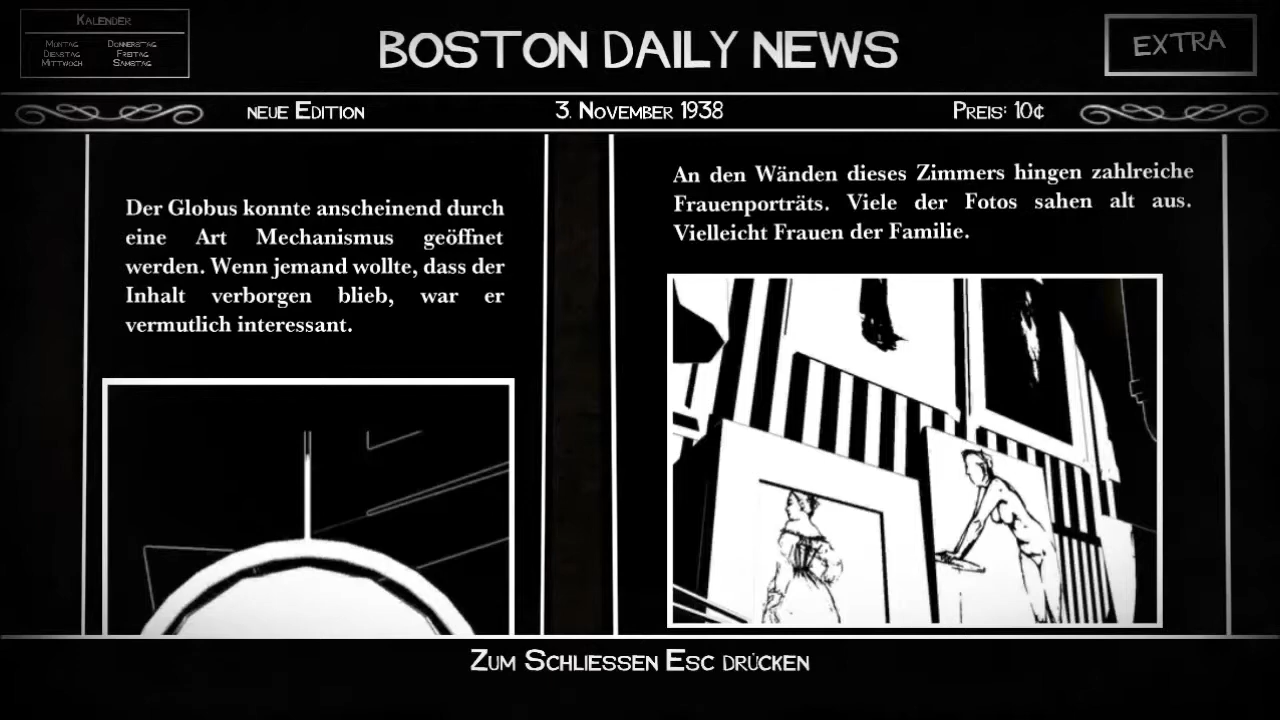 Kalender
Montag Donnerstag
Dienstag Freitag
Mittwoch Samstag
Boston Daily News
EXTRA
neue Edition 3. November 1938 Preis: 10¢
Der Globus konnte anscheinend durch
eine Art Mechanismus geöffnet
werden. Wenn jemand wollte, dass der
Inhalt verborgen blieb, war er
vermutlich interessant.
An den Wänden dieses Zimmers hingen zahlreiche
Frauenporträts. Viele der Fotos sahen alt aus.
Vielleicht Frauen der Familie.
Zum Schliessen Esc drücken